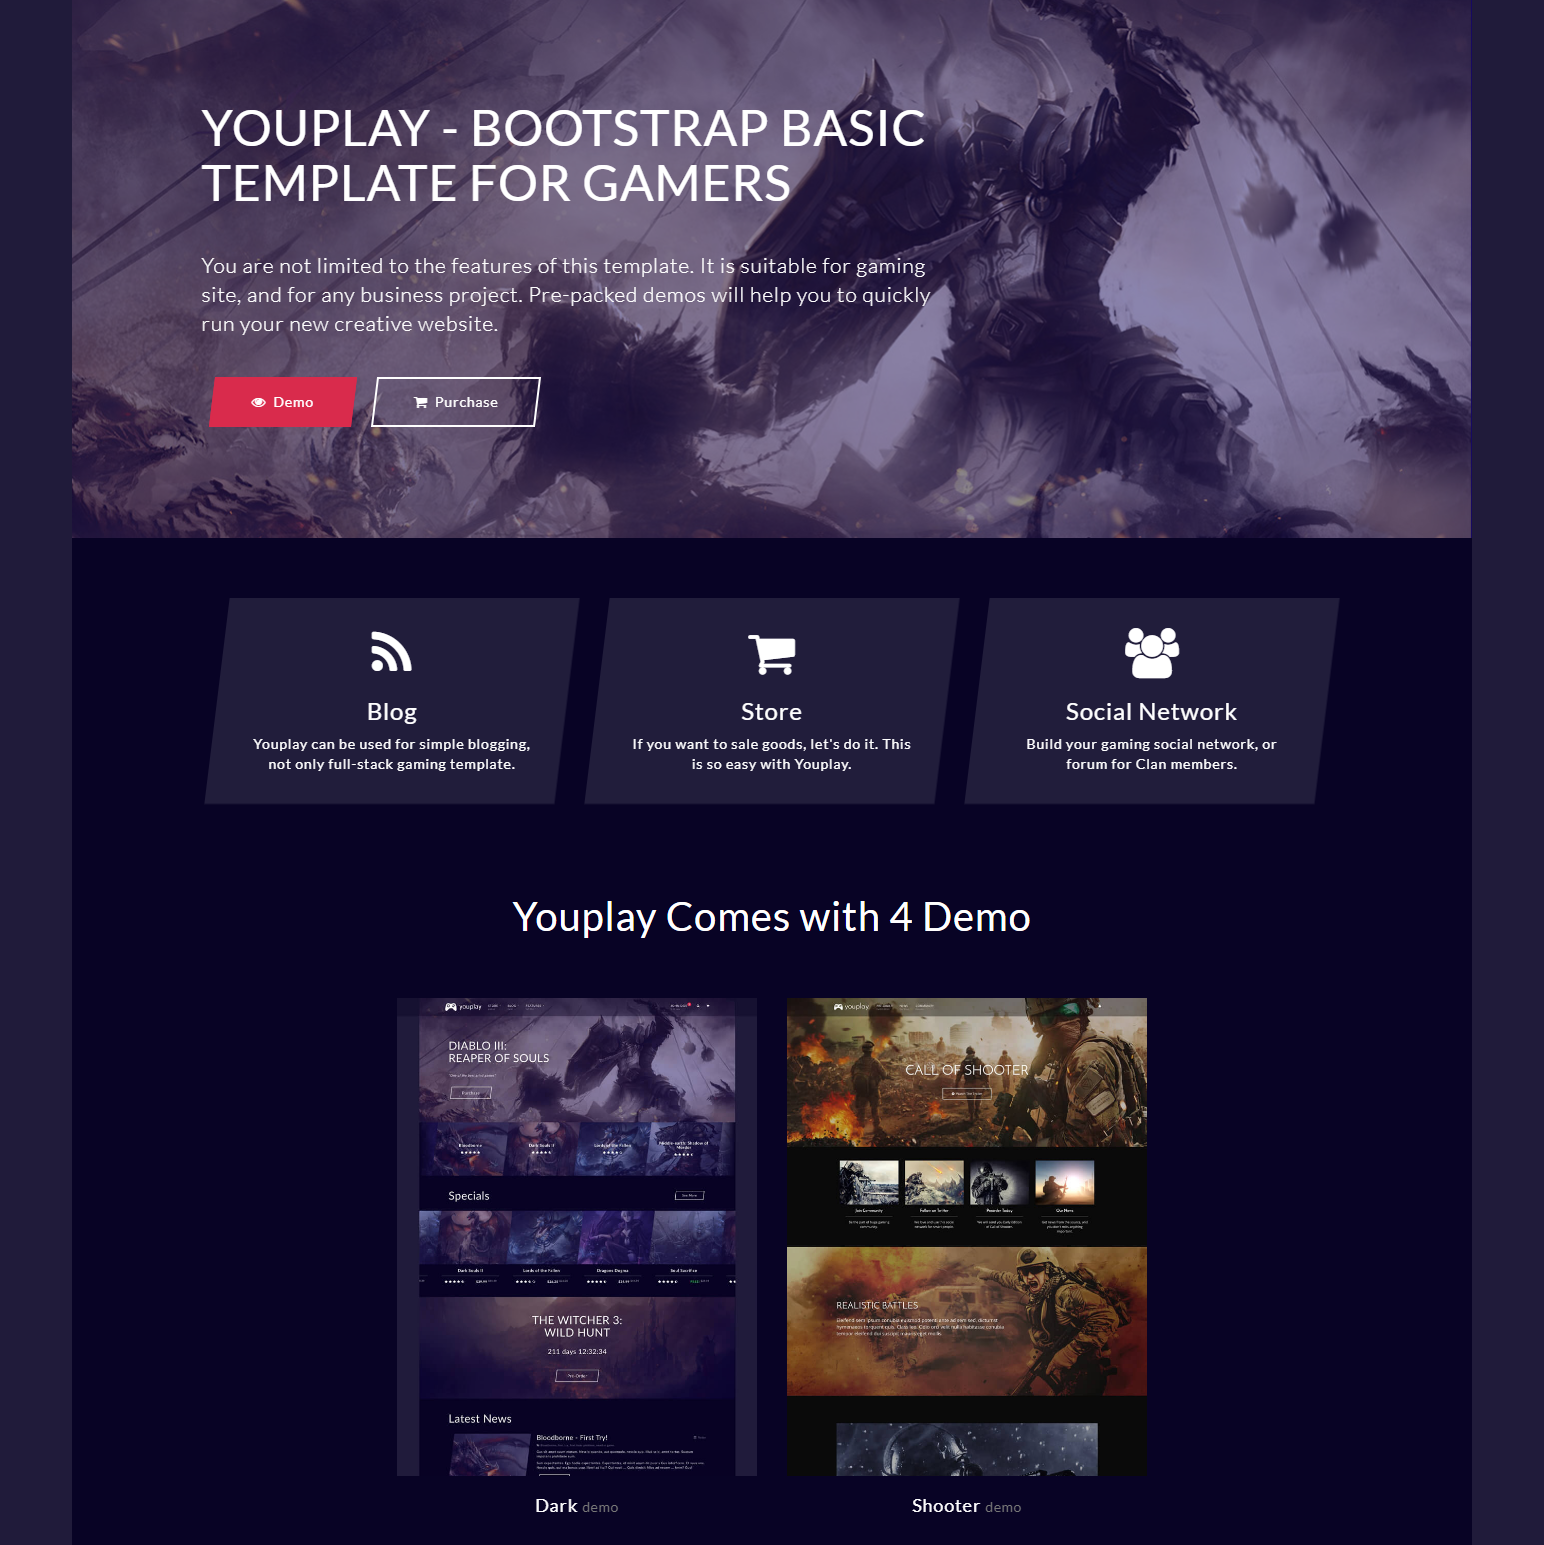 YOUPLAY - BOOTSTRAP BASIC
TEMPLATE FOR GAMERS
You are not limited to the features of this template. It is suitable for gaming
site, and for any business project. Pre-packed demos will help you to quickly
run your new creative website.
Demo
Purchase
Blog
Youplay can be used for simple blogging,
not only full-stack gaming template.
Store
If you want to sale goods, let's do it. This
is so easy with Youplay.
Social Network
Build your gaming social network, or
forum for Clan members.
Youplay Comes with 4 Demo
youplay
DIABLO III:
REAPER OF SOULS
Purchase
Bloodborne
Dark Souls II
Lords of the Fallen
Middle-earth: Shadow of
Mordor
Specials
See More
Dark Souls II
Lords of the Fallen
Dragons Dogma
Soul Sacrifice
THE WITCHER 3:
WILD HUNT
211 days 12:32:34
Pre-Order
Latest News
Bloodborne - First Try!
Dark demo
youplay
CALL OF SHOOTER
Join Community
Follow on Twitter
Preorder Today
Our News
REALISTIC BATTLES
Shooter demo